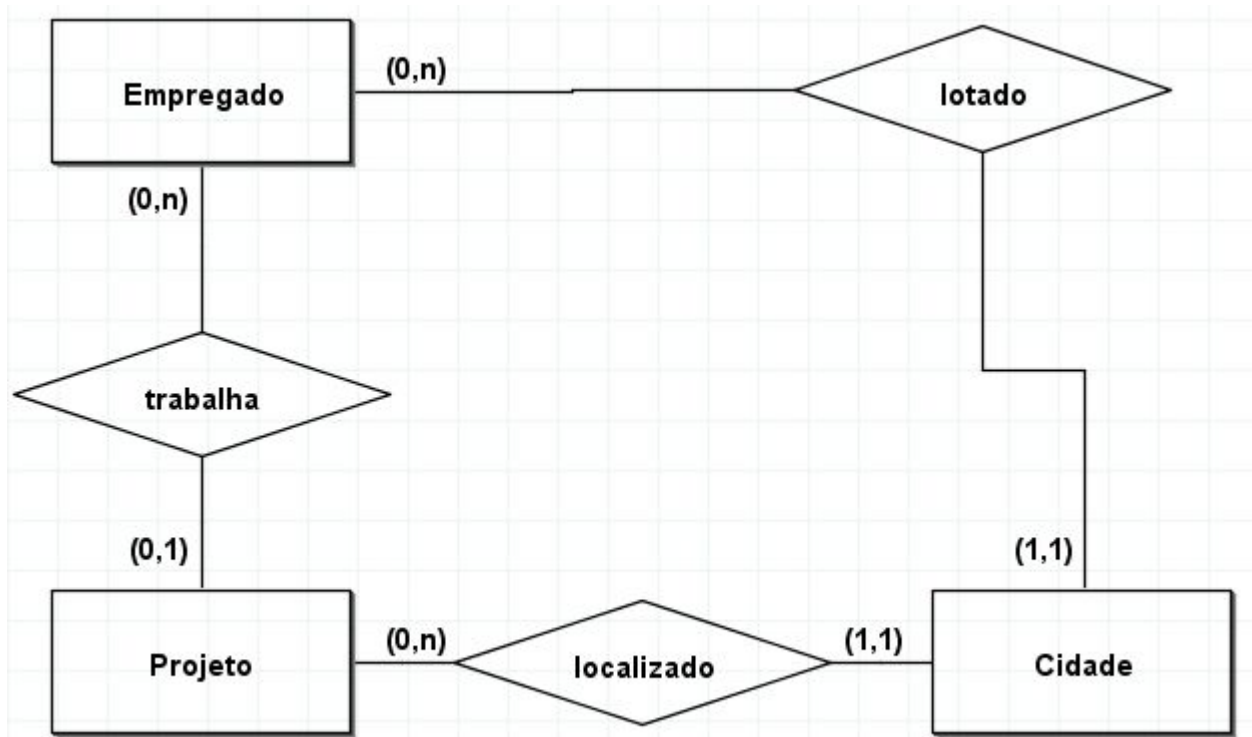 Empregado
(0,n)
lotado
(0,n)
trabalha
(0,1)
(1,1)
Projeto
(0,n)
localizado
(1,1)
Cidade